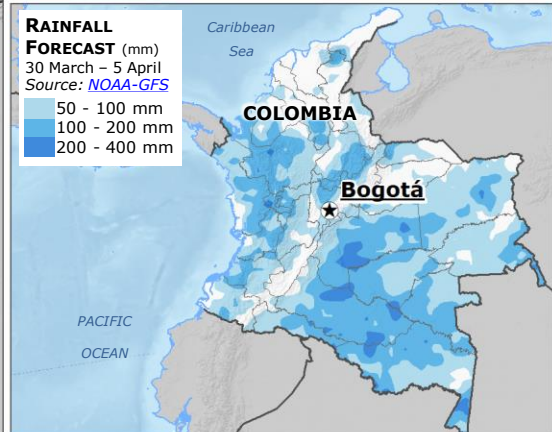 RAINFALL
FORECAST (mm)
30 March – 5 April
Source: NOAA-GFS
50 - 100 mm
100 - 200 mm
200 - 400 mm
Caribbean
Sea
COLOMBIA
Bogotá
PACIFIC
OCEAN